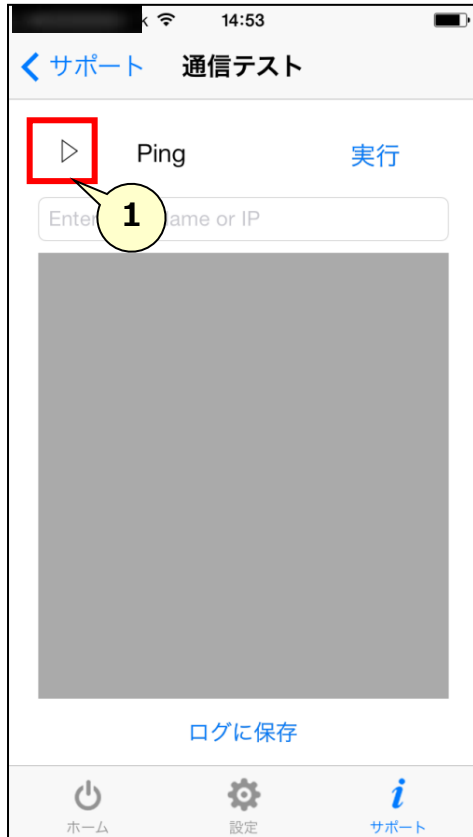 14:53
サポート 通信テスト
Ping 実行
1
Enter ame or IP
ログに保存
ホーム 設定 サポート